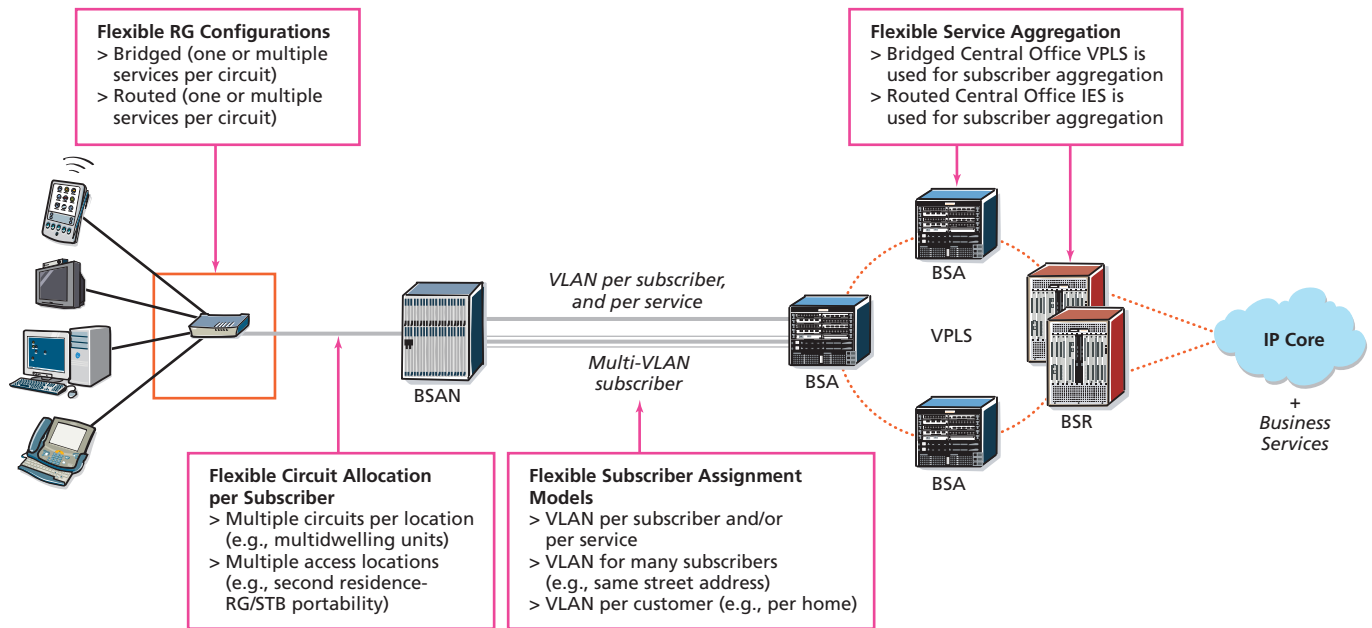 Flexible RG Configurations
> Bridged (one or multiple
services per circuit)
> Routed (one or multiple
services per circuit)
Flexible Service Aggregation
> Bridged Central Office VPLS is
used for subscriber aggregation
> Routed Central Office IES is
used for subscriber aggregation
BSAN
VLAN per subscriber,
and per service
Multi-VLAN
subscriber
BSA
BSA
VPLS
BSA
BSR
IP Core
+
Business
Services
Flexible Circuit Allocation
per Subscriber
> Multiple circuits per location
(e.g., multidwelling units)
> Multiple access locations
(e.g., second residence-
RG/STB portability)
Flexible Subscriber Assignment
Models
> VLAN per subscriber and/or
per service
> VLAN for many subscribers
(e.g., same street address)
> VLAN per customer (e.g., per home)